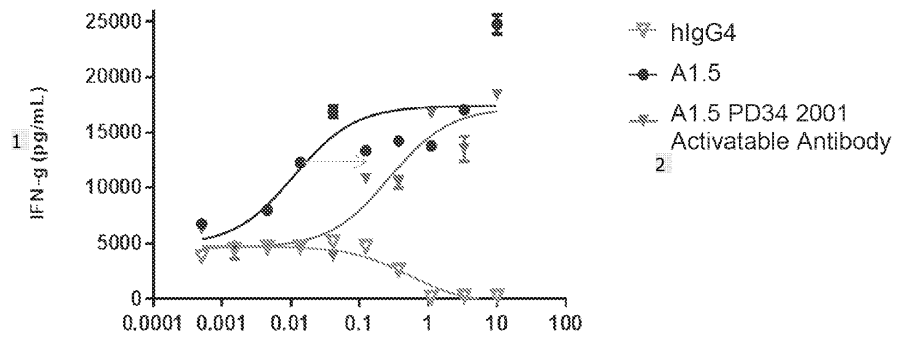 25000
20000
15000
10000
5000
0
1
IFN-g (pg/mL)
0.0001 0.001 0.01 0.1 1 10 100
hIgG4
A1.5
A1.5 PD34 2001
Activatable Antibody
2